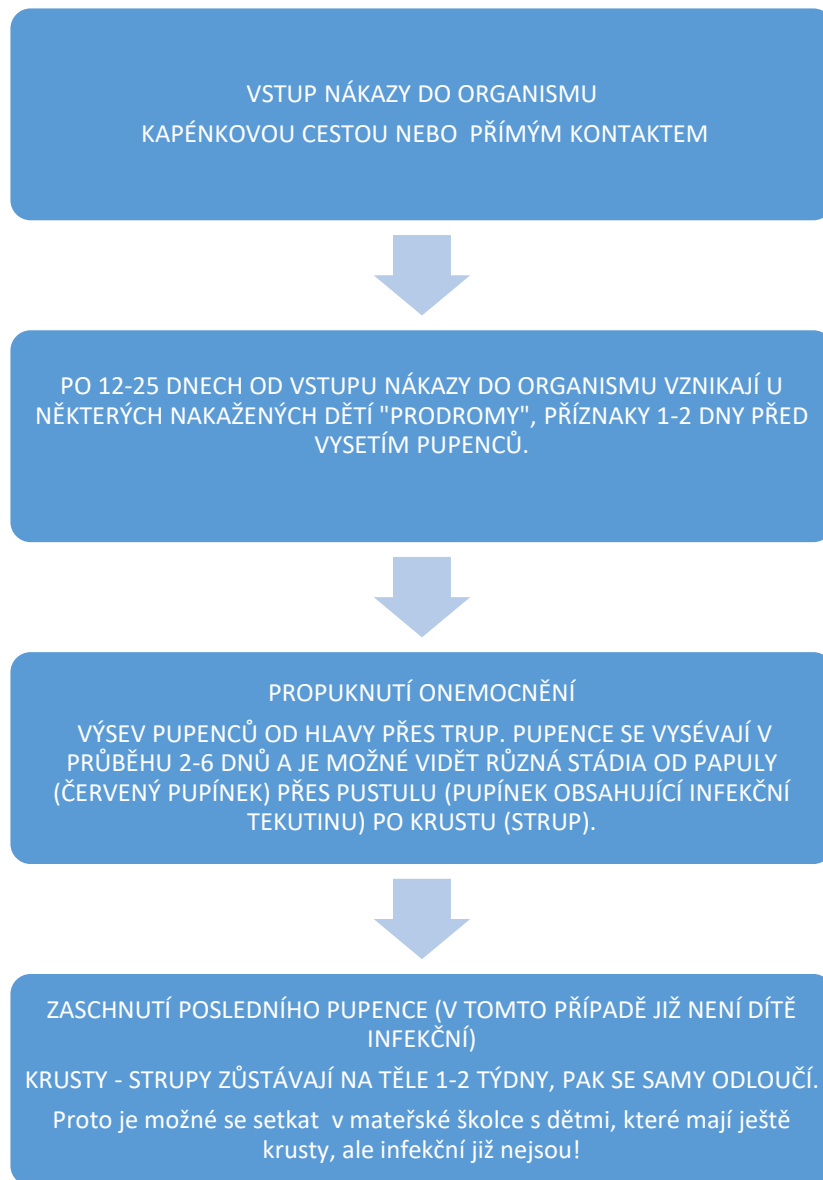 VSTUP NÁKAZY DO ORGANISMU
KAPÉNKOVOU CESTOU NEBO PŘÍMÝM KONTAKTEM
PO 12-25 DNECH OD VSTUPU NÁKAZY DO ORGANISMU VZNIKAJÍ U
NĚKTERÝCH NAKAŽENÝCH DĚTÍ "PRODROMY", PŘÍZNAKY 1-2 DNY PŘED
VYSETÍM PUPENCŮ.
PROPUKNUTÍ ONEMOCNĚNÍ
VÝSEV PUPENCŮ OD HLAVY PŘES TRUP. PUPENCE SE VYSÉVAJÍ V
PRŮBĚHU 2-6 DNŮ A JE MOŽNÉ VIDĚT RŮZNÁ STÁDIA OD PAPULY
(ČERVENÝ PUPÍNEK) PŘES PUSTULU (PUPÍNEK OBSAHUJÍCÍ INFEKČNÍ
TEKUTINU) PO KRUSTU (STRUP).
ZASCHNUTÍ POSLEDNÍHO PUPENCE (V TOMTO PŘÍPADĚ JIŽ NENÍ DÍTĚ
INFEKČNÍ)
KRUSTY - STRUPY ZŮSTÁVAJÍ NA TĚLE 1-2 TÝDNY, PAK SE SAMY ODLOUČÍ.
Proto je možné se setkat v mateřské školce s dětmi, které mají ještě
krusty, ale infekční již nejsou!